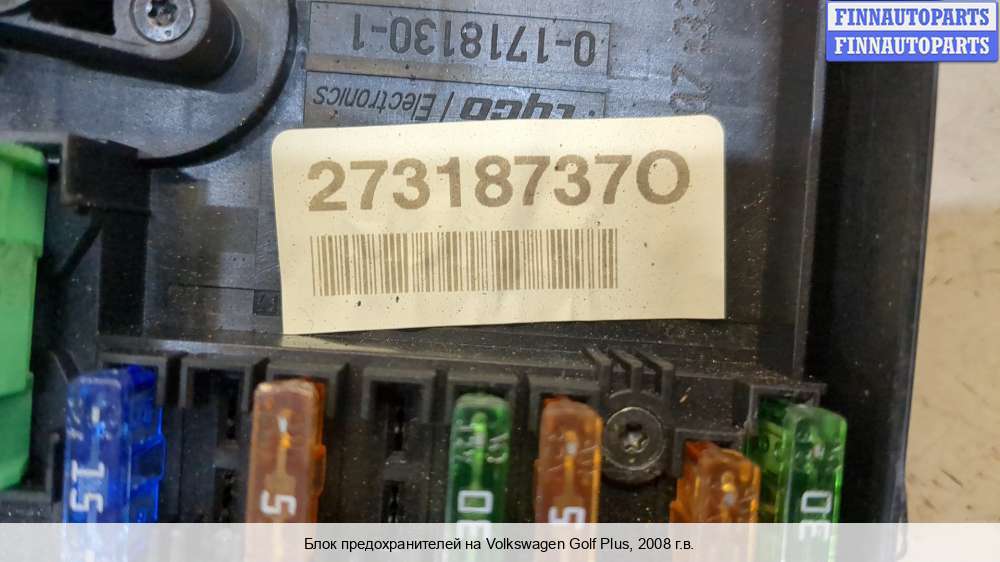 FINNAUTOPARTS
FINNAUTOPARTS
0-1718130-1
tyco / Electronics
27318737O
15
5
30
5
30
Блок предохранителей на Volkswagen Golf Plus, 2008 г.в.